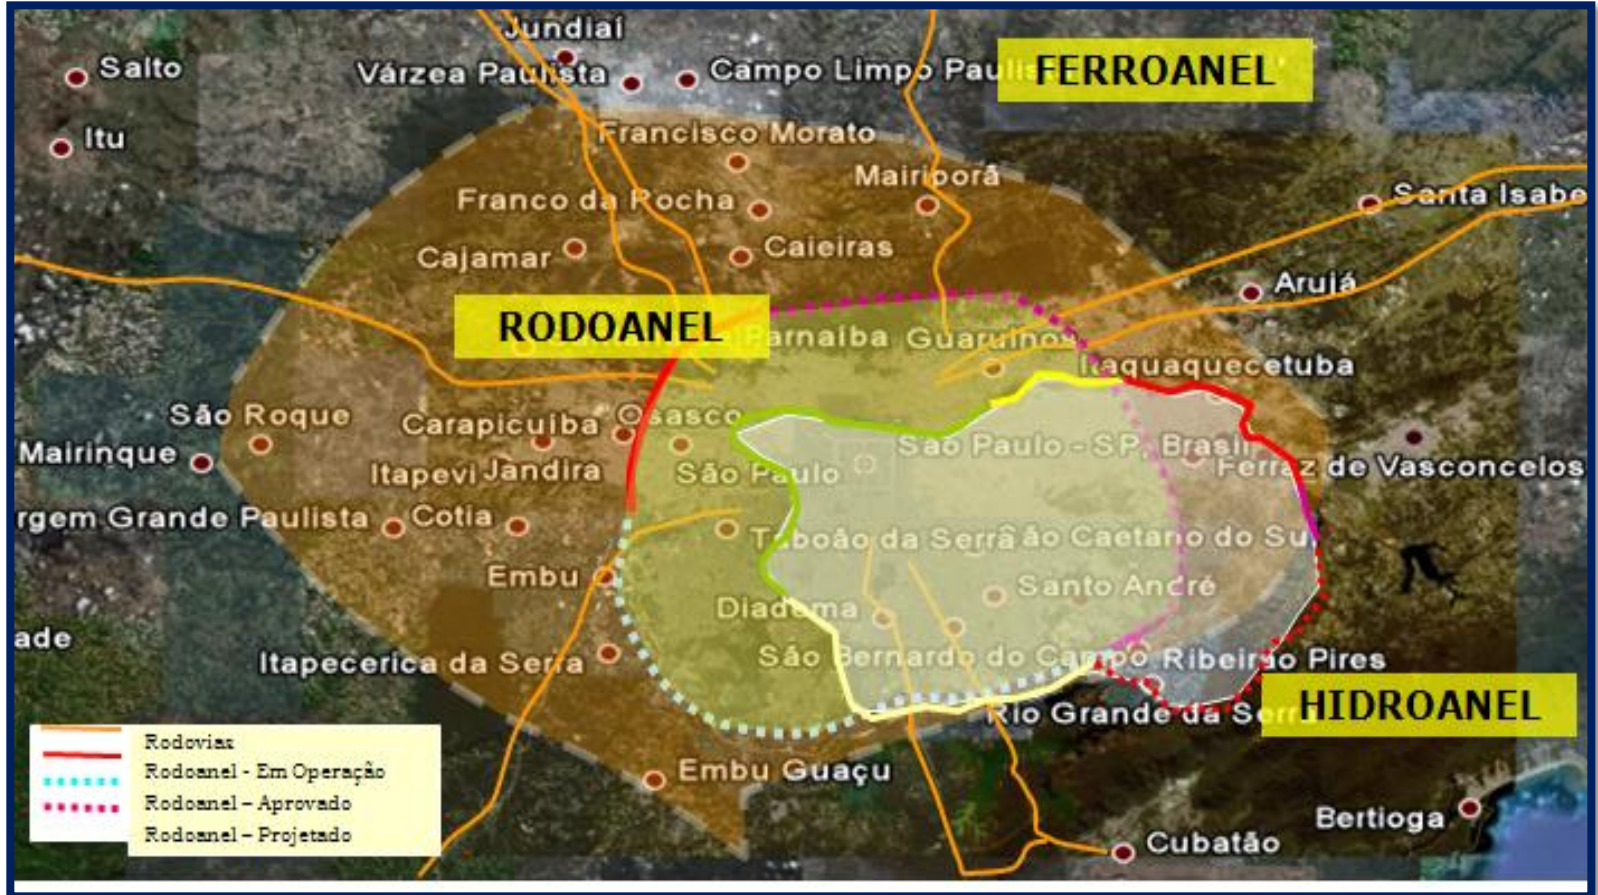 Jundiaí
FERROANEL
Salto
Várzea Paulista
Campo Limpo
Itu
Francisco Morato
Mairiporã
Franco da Rocha
Santa Isabe
Cajamar
Caieiras
Arujá
RODOANEL
Parnaíba
Guarulhos
Itaquaquecetuba
São Roque
Carapicuíba
Osasco
São Paulo - SP, Brasil
Mairinque
Itapevi
Jandira
São Paulo
Ferraz de Vasconcelos
rgem Grande Paulista
Cotia
Taboão da Serra
ão Caetano do Sul
Embu
Santo André
Diadema
ade
Itapecerica da Serra
São Bernardo do Campo
Ribeirão Pires
HIDROANEL
Rio Grande da Serra
Rodovias
Rodoanel - Em Operação
Rodoanel – Aprovado
Rodoanel – Projetado
Embu Guaçu
Bertioga
Cubatão